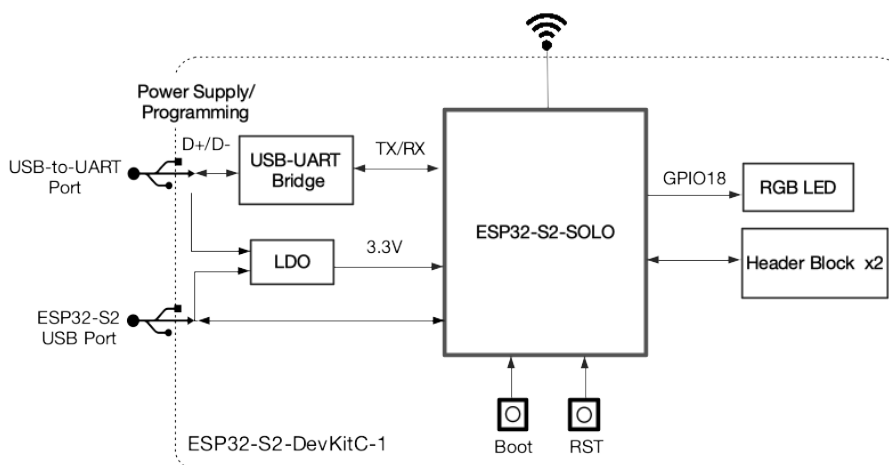 Power Supply/
Programming
USB-to-UART
Port
D+/D-
USB-UART
Bridge
TX/RX
ESP32-S2-SOLO
GPIO18
RGB LED
LDO
3.3V
Header Block x2
ESP32-S2
USB Port
Boot
RST
ESP32-S2-DevKitC-1